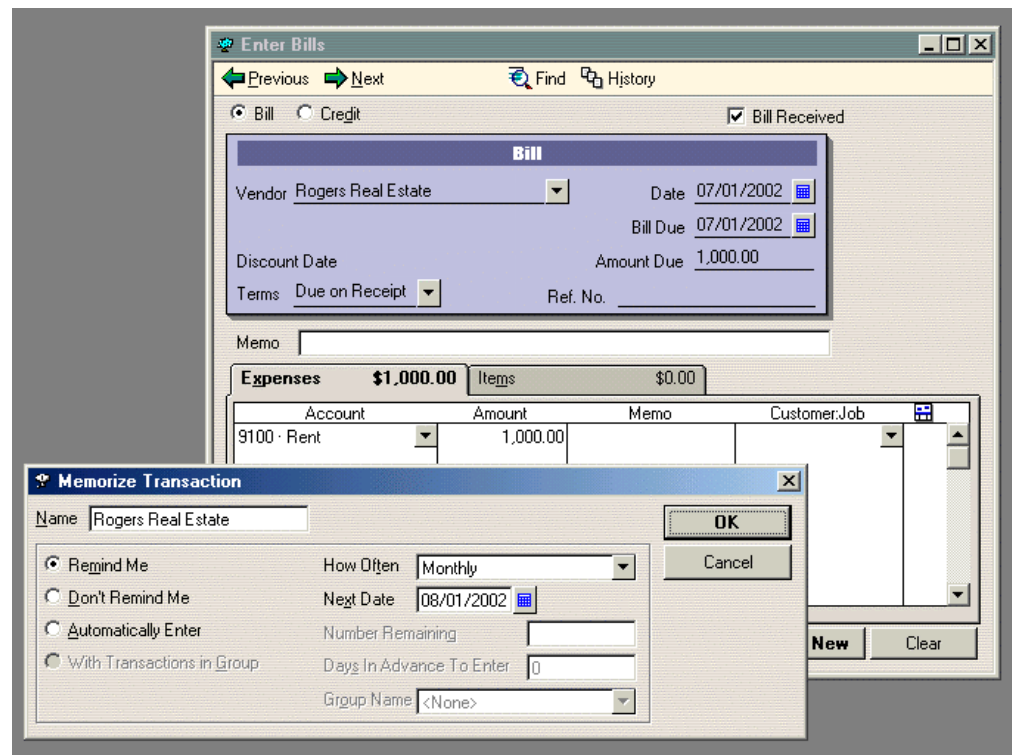 Enter Bills
Previous Next Find History
Bill Credit Bill Received
Bill
Vendor Rogers Real Estate Date 07/01/2002
Bill Due 07/01/2002
Discount Date Amount Due 1,000.00
Terms Due on Receipt Ref. No.
Memo
Expenses $1,000.00 Items $0.00
Account Amount Memo Customer:Job
9100 · Rent 1,000.00
Memorize Transaction
Name Rogers Real Estate OK
Remind Me How Often Monthly Cancel
Don't Remind Me Next Date 08/01/2002
Automatically Enter Number Remaining
With Transactions in Group Days In Advance To Enter 0
Group Name <None>
New Clear